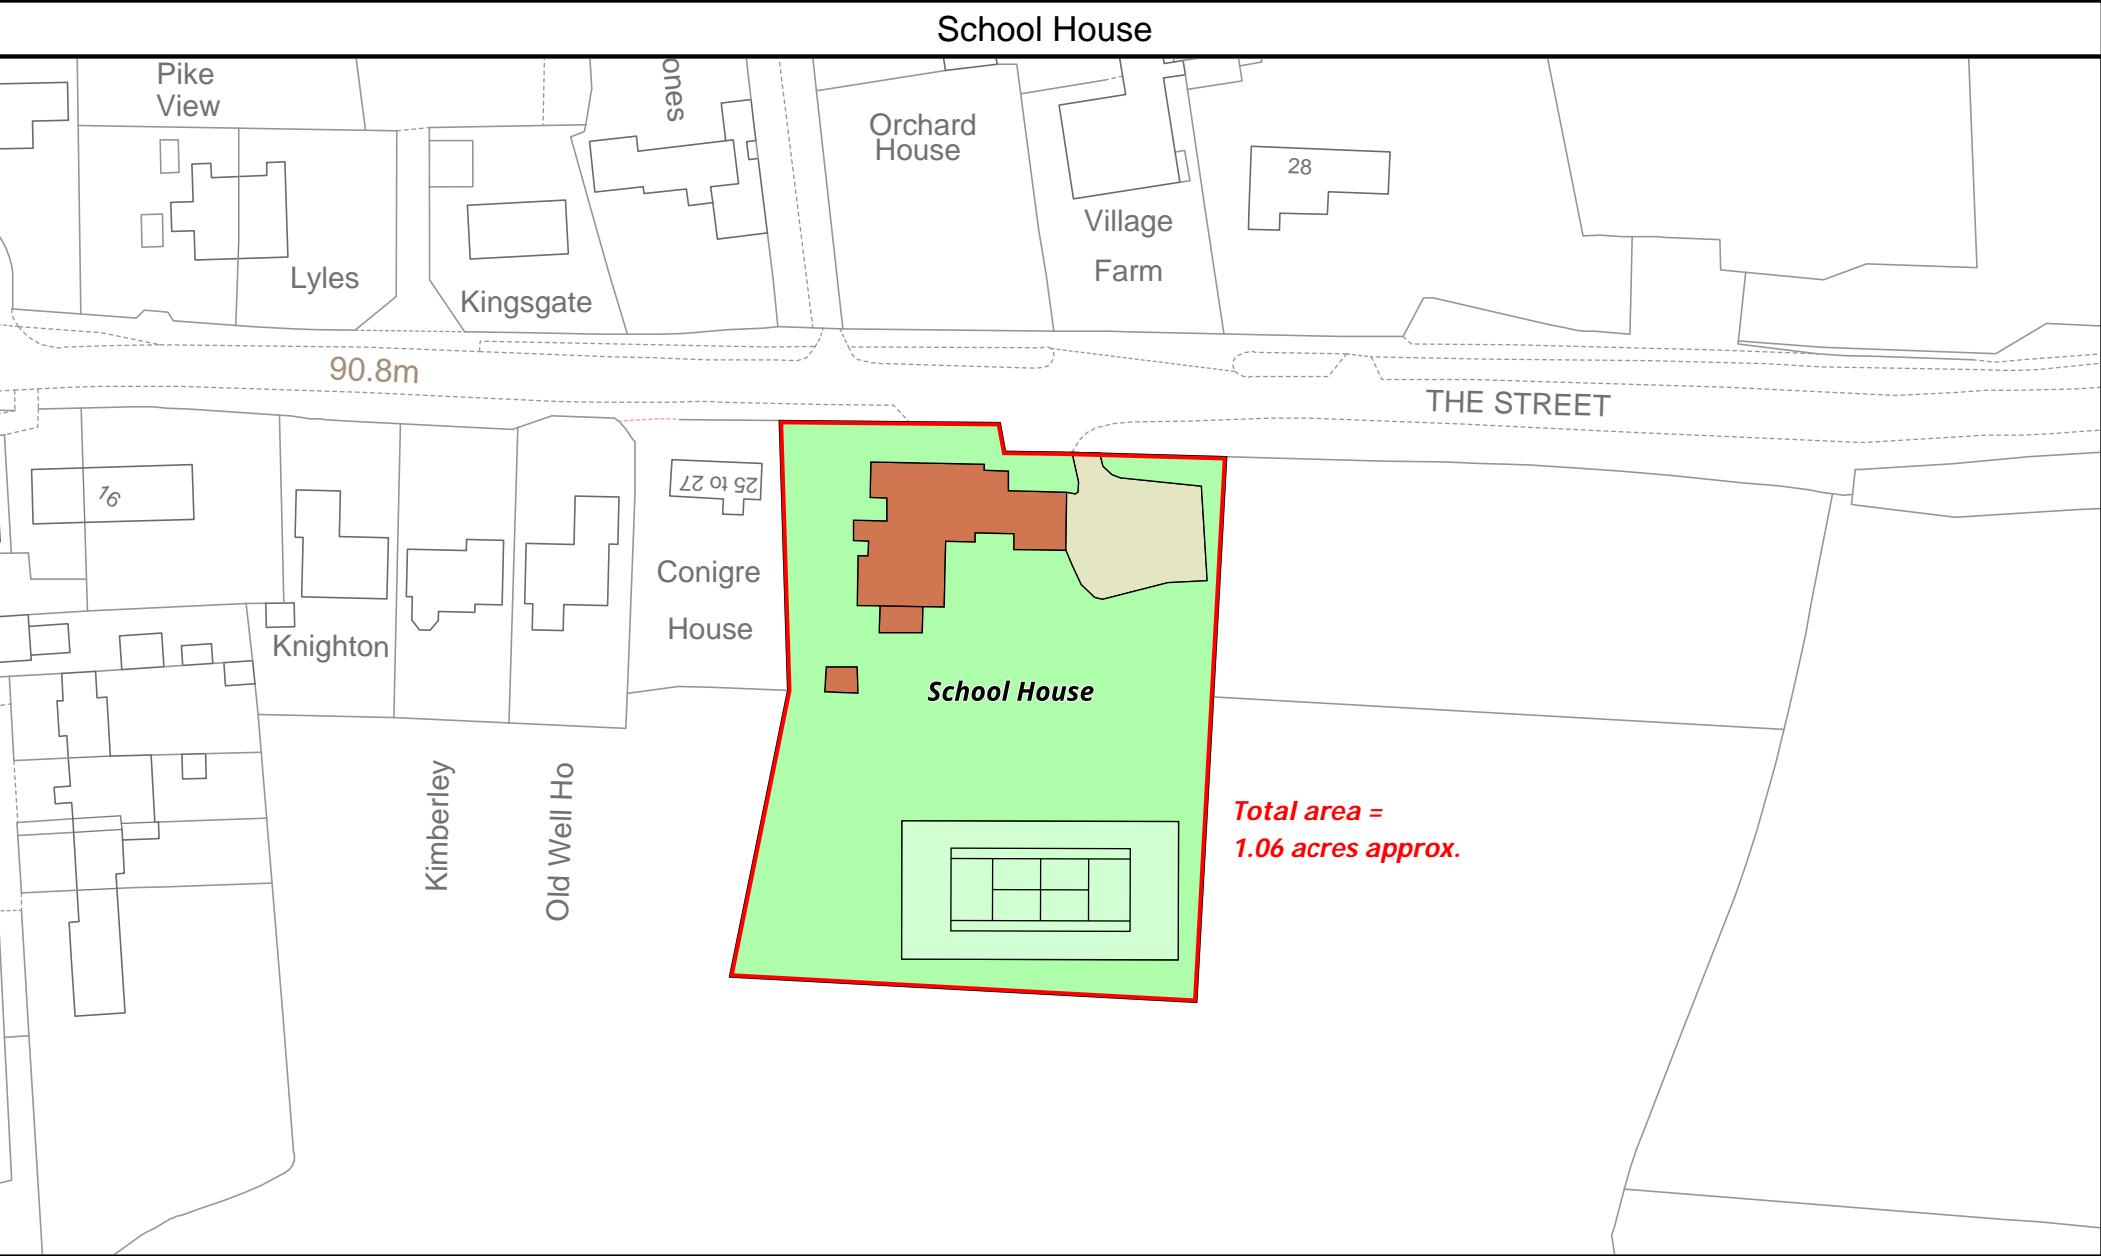 School House
Pike
View
ones
Orchard
House
28
Village
Farm
Lyles
Kingsgate
90.8m
THE STREET
16
25 to 27
Conigre
House
Knighton
School House
Kimberley
Old Well Ho
Total area =
1.06 acres approx.